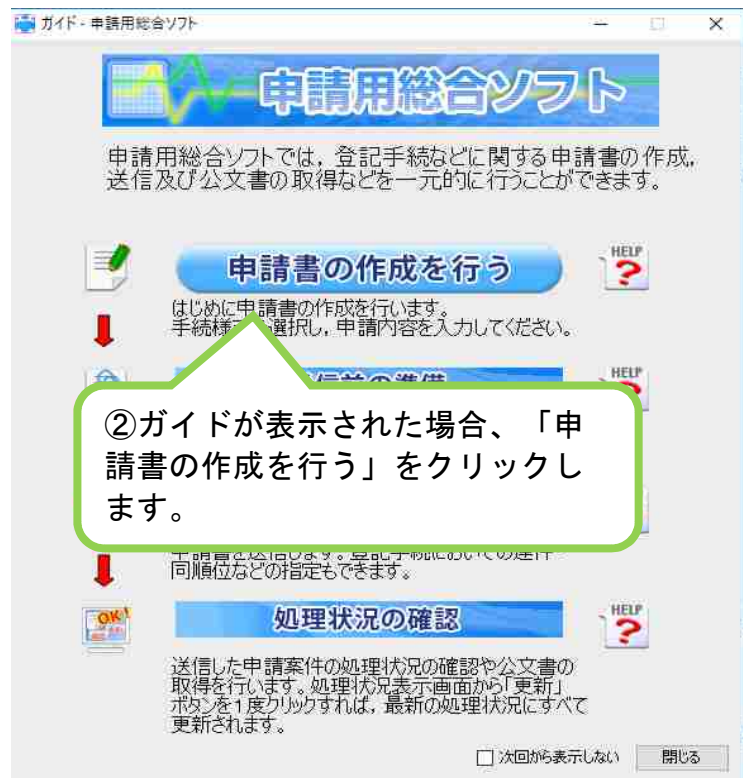 ガイド - 申請用総合ソフト
申請用総合ソフト
申請用総合ソフトでは，登記手続などに関する申請書の作成，
送信及び公文書の取得などを一元的に行うことができます。
申請書の作成を行う
HELP
?
はじめに申請書の作成を行います。
手続様 選択し，申請内容を入力してください。
信前の準備
HELP
②ガイドが表示された場合、「申
請書の作成を行う」をクリックし
ます。
同順位などの指定もできます。
OK!
処理状況の確認
HELP
?
送信した申請案件の処理状況の確認や公文書の
取得を行います。処理状況表示画面から「更新」
ボタンを1度クリックすれば，最新の処理状況にすべて
更新されます。
次回から表示しない
閉じる